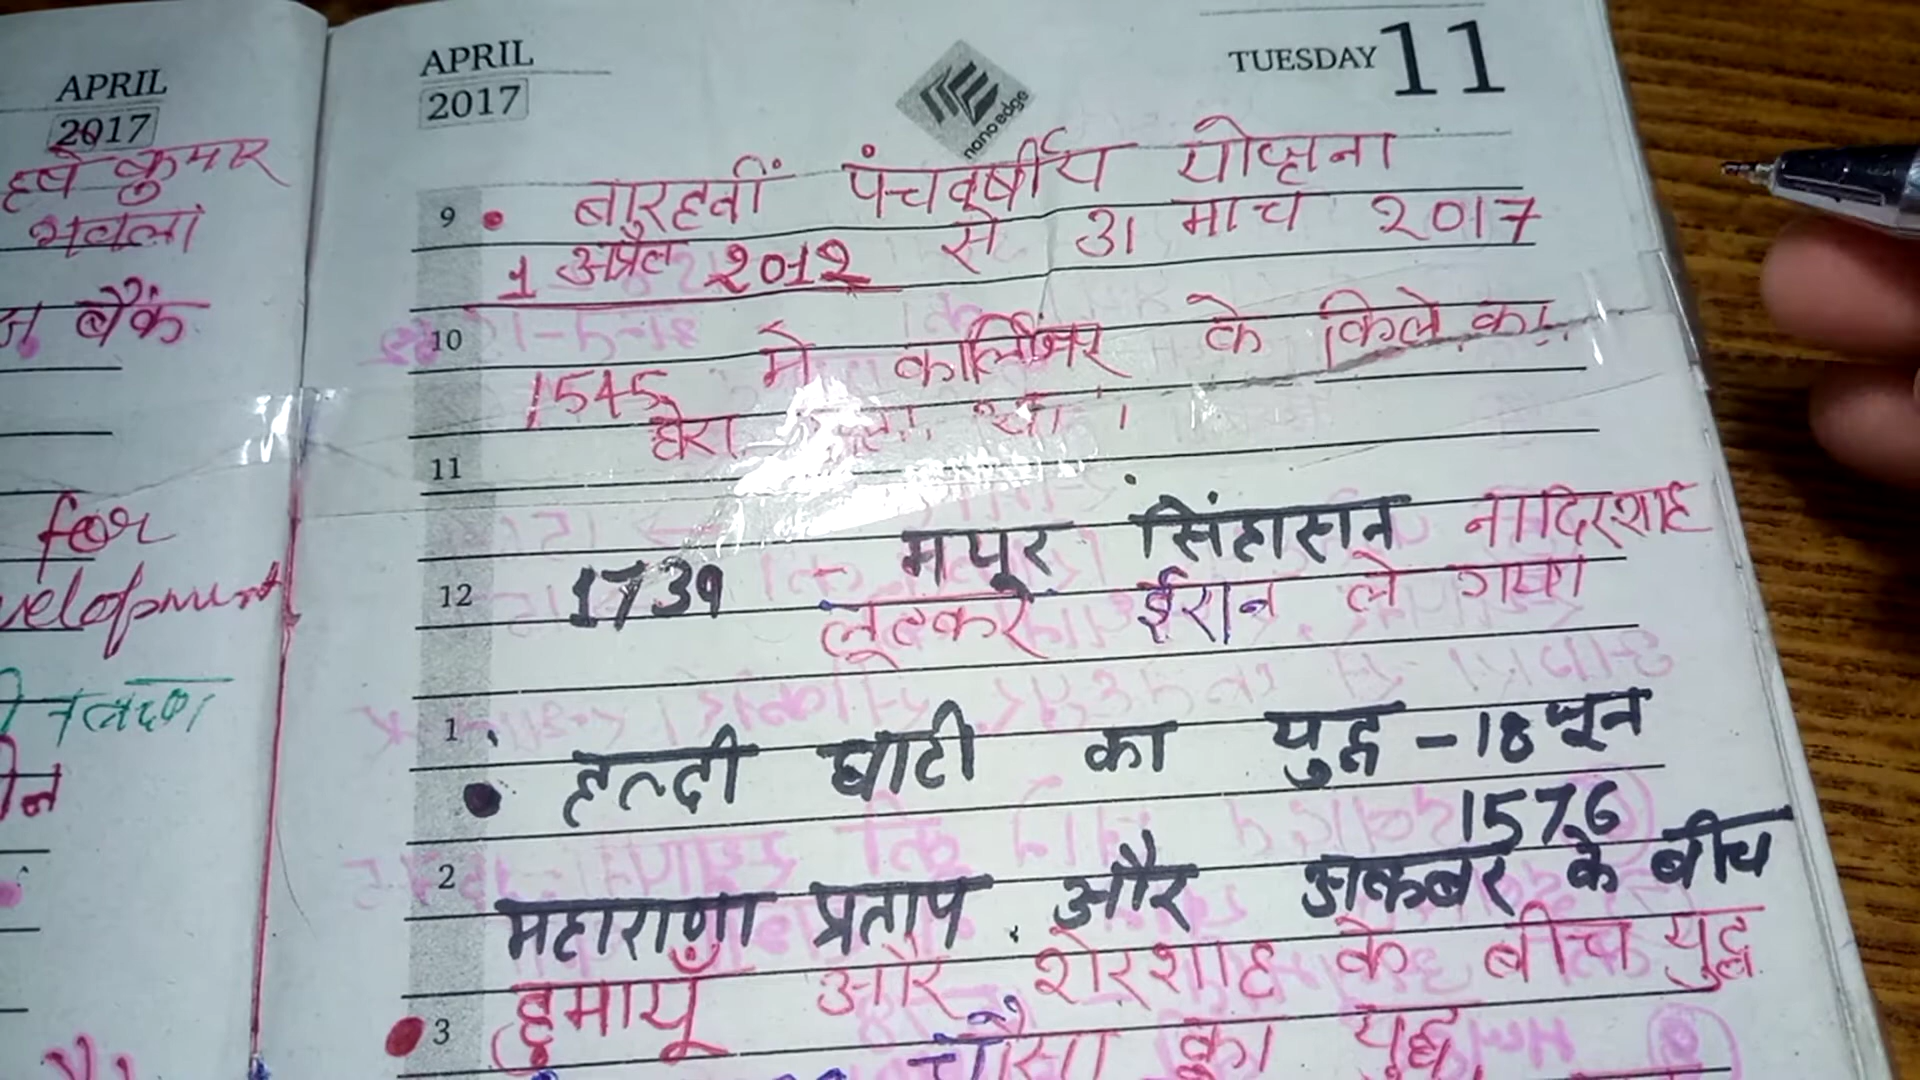 APRIL
2017
हर्ष कुमार
भवला
बैंक
for
velopment
APRIL
2017
nano edge
TUESDAY 11
9 • बारहवीं पंचवर्षीय योजना
1 अप्रैल 2012 से 31 मार्च 2017
10
1545 में कालिंजर के किले का
घेरा था ।
11
1739 मयूर सिंहासन नादिरशाह
12 लूटकर ईरान ले गया
1
• हल्दी घाटी का युद्ध - 18 जून
1576
2
महाराणा प्रताप और अकबर के बीच
3 हुमायूँ और शेरशाह के बीच युद्ध
चौसा का युद्ध